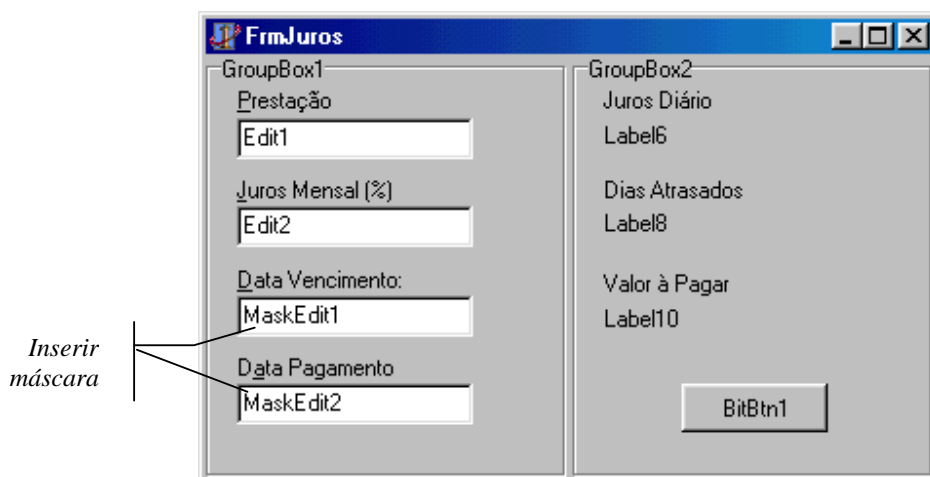 FrmJuros
GroupBox1
Prestação
Edit1
Juros Mensal (%)
Edit2
Data Vencimento:
MaskEdit1
Data Pagamento
MaskEdit2
GroupBox2
Juros Diário
Label6
Dias Atrasados
Label8
Valor à Pagar
Label10
BitBtn1
Inserir
máscara